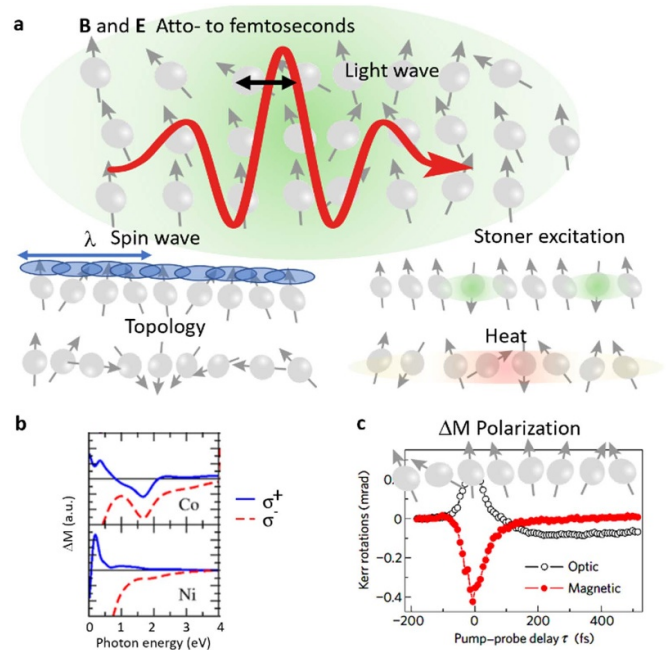 a
B and E Atto- to femtoseconds
Light wave
λ Spin wave
Stoner excitation
Topology
Heat
b
ΔM (a.u.)
Co
Ni
0 1 2 3 4
Photon energy (eV)
σ+
σ-
c
ΔM Polarization
Kerr rotations (mrad)
0
−0.2
−0.4
Optic
Magnetic
−200 0 200 400
Pump–probe delay τ (fs)